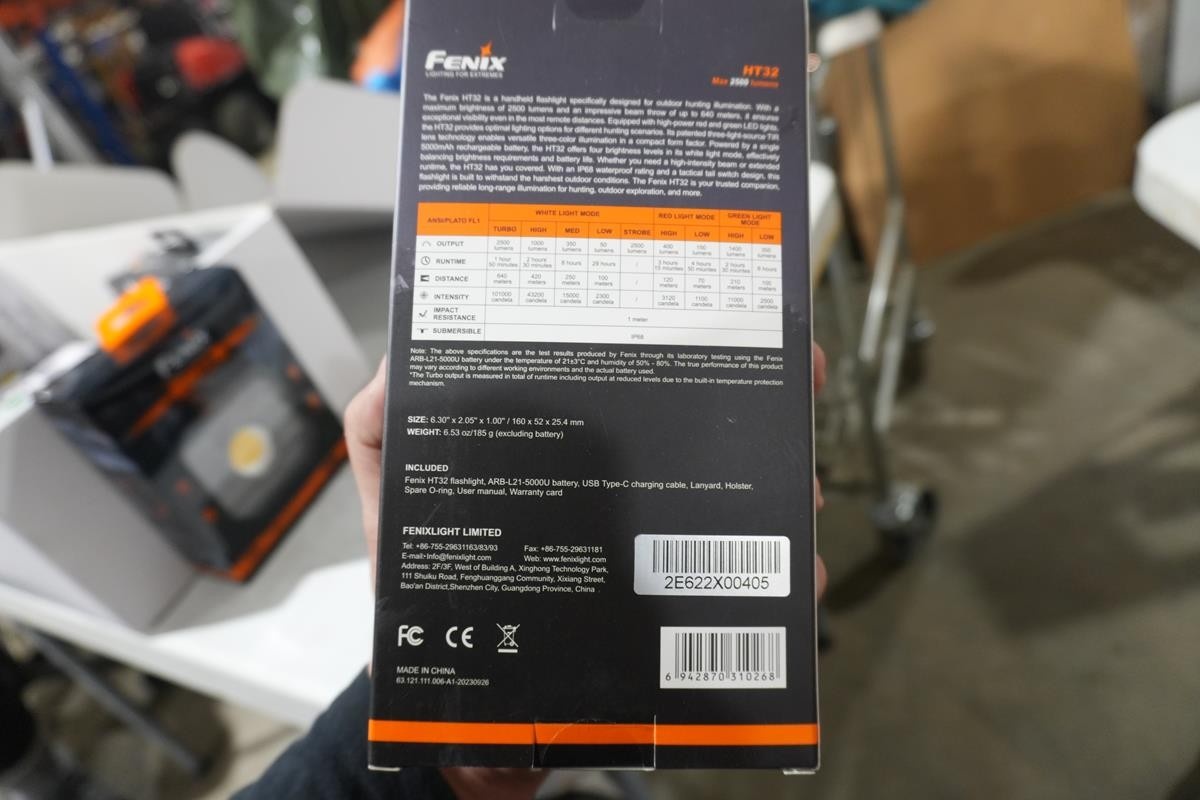 FENIX
LIGHTING FOR EXTREMES
HT32
Max 2500 lumens
The Fenix HT32 is a handheld flashlight specifically designed for outdoor hunting illumination. With a
maximum brightness of 2500 lumens and an impressive beam throw of up to 640 meters, it ensures
exceptional visibility even in the most remote distances. Equipped with high-power red and green LED lights,
the HT32 provides optimal lighting options for different hunting scenarios. Its patented three-light-source TIR
lens technology enables versatile three-color illumination in a compact form factor. Powered by a single
5000mAh rechargeable battery, the HT32 offers four brightness levels in its white light mode, effectively
balancing brightness requirements and battery life. Whether you need a high-intensity beam or extended
runtime, the HT32 has you covered. With an IP68 waterproof rating and a tactical tail switch design, this
flashlight is built to withstand the harshest outdoor conditions. The Fenix HT32 is your trusted companion,
providing reliable long-range illumination for hunting, outdoor exploration, and more.
ANSI/PLATO FL1 WHITE LIGHT MODE RED LIGHT MODE GREEN LIGHT MODE
TURBO HIGH MED LOW STROBE HIGH LOW HIGH LOW
OUTPUT 2500 lumens 1000 lumens 350 lumens 50 lumens 2500 lumens 400 lumens 150 lumens 1400 lumens 350 lumens
RUNTIME 1 hour 50 minutes 2 hours 30 minutes 8 hours 29 hours / 3 hours 15 miuntes 4 hours 50 miuntes 2 hours 30 minutes 8 hours
DISTANCE 640 meters 420 meters 250 meters 100 meters / 120 meters 70 meters 210 meters 100 meters
INTENSITY 101000 candela 43200 candela 15000 candela 2300 candela / 3120 candela 1100 candela 11000 candela 2500 candela
IMPACT RESISTANCE 1 meter
SUBMERSIBLE IP68
Note: The above specifications are the test results produced by Fenix through its laboratory testing using the Fenix
ARB-L21-5000U battery under the temperature of 21±3°C and humidity of 50% - 80%. The true performance of this product
may vary according to different working environments and the actual battery used.
*The Turbo output is measured in total of runtime including output at reduced levels due to the built-in temperature protection
mechanism.
SIZE: 6.30" x 2.05" x 1.00" / 160 x 52 x 25.4 mm
WEIGHT: 6.53 oz/185 g (excluding battery)
INCLUDED
Fenix HT32 flashlight, ARB-L21-5000U battery, USB Type-C charging cable, Lanyard, Holster,
Spare O-ring, User manual, Warranty card
FENIXLIGHT LIMITED
Tel: +86-755-29631163/83/93 Fax: +86-755-29631181
E-mail:Info@fenixlight.com Web: www.fenixlight.com
Address: 2F/3F, West of Building A, Xinghong Technology Park,
111 Shuiku Road, Fenghuanggang Community, Xixiang Street,
Bao'an District,Shenzhen City, Guangdong Province, China .
2E622X00405
FC CE
6 942870 310268
MADE IN CHINA
63.121.111.006-A1-20230926
FENIX